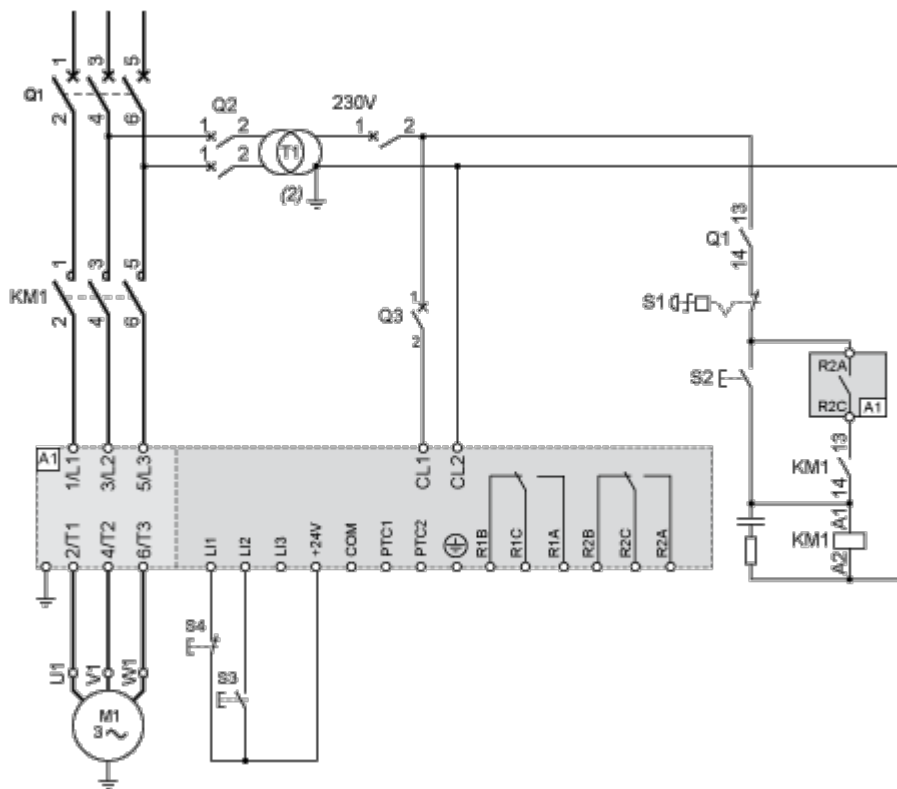 1 3 5
Q1
2 4 6
Q2
230V
1 2
1 2
T1
1 2
(2)
13
Q1
14
1 3 5
KM1
2 4 6
1
Q3
2
S1
S2
R2A
R2C
A1
13
KM1
14
A1
KM1
A2
A1
1/L1
3/L2
5/L3
CL1
CL2
2/T1
4/T2
6/T3
LI1
LI2
LI3
+24V
COM
PTC1
PTC2
R1B
R1C
R1A
R2B
R2C
R2A
S4
S3
U1
V1
W1
M1
3 ~